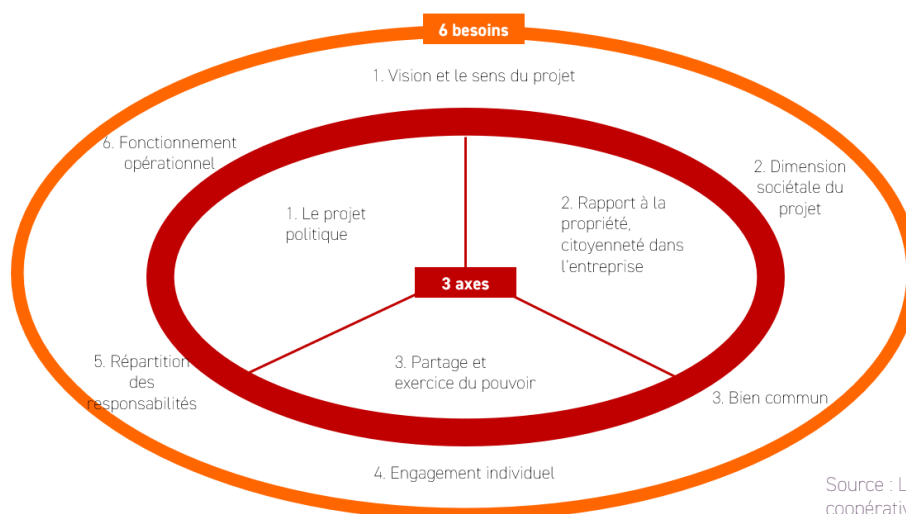 6 besoins
1. Vision et le sens du projet
6. Fonctionnement
opérationnel
2. Dimension
sociétale du
projet
1. Le projet
politique
2. Rapport à la
propriété,
citoyenneté dans
l'entreprise
3 axes
3. Partage et
exercice du pouvoir
5. Répartition
des
responsabilités
3. Bien commun
4. Engagement individuel
Source : L
coopérativ